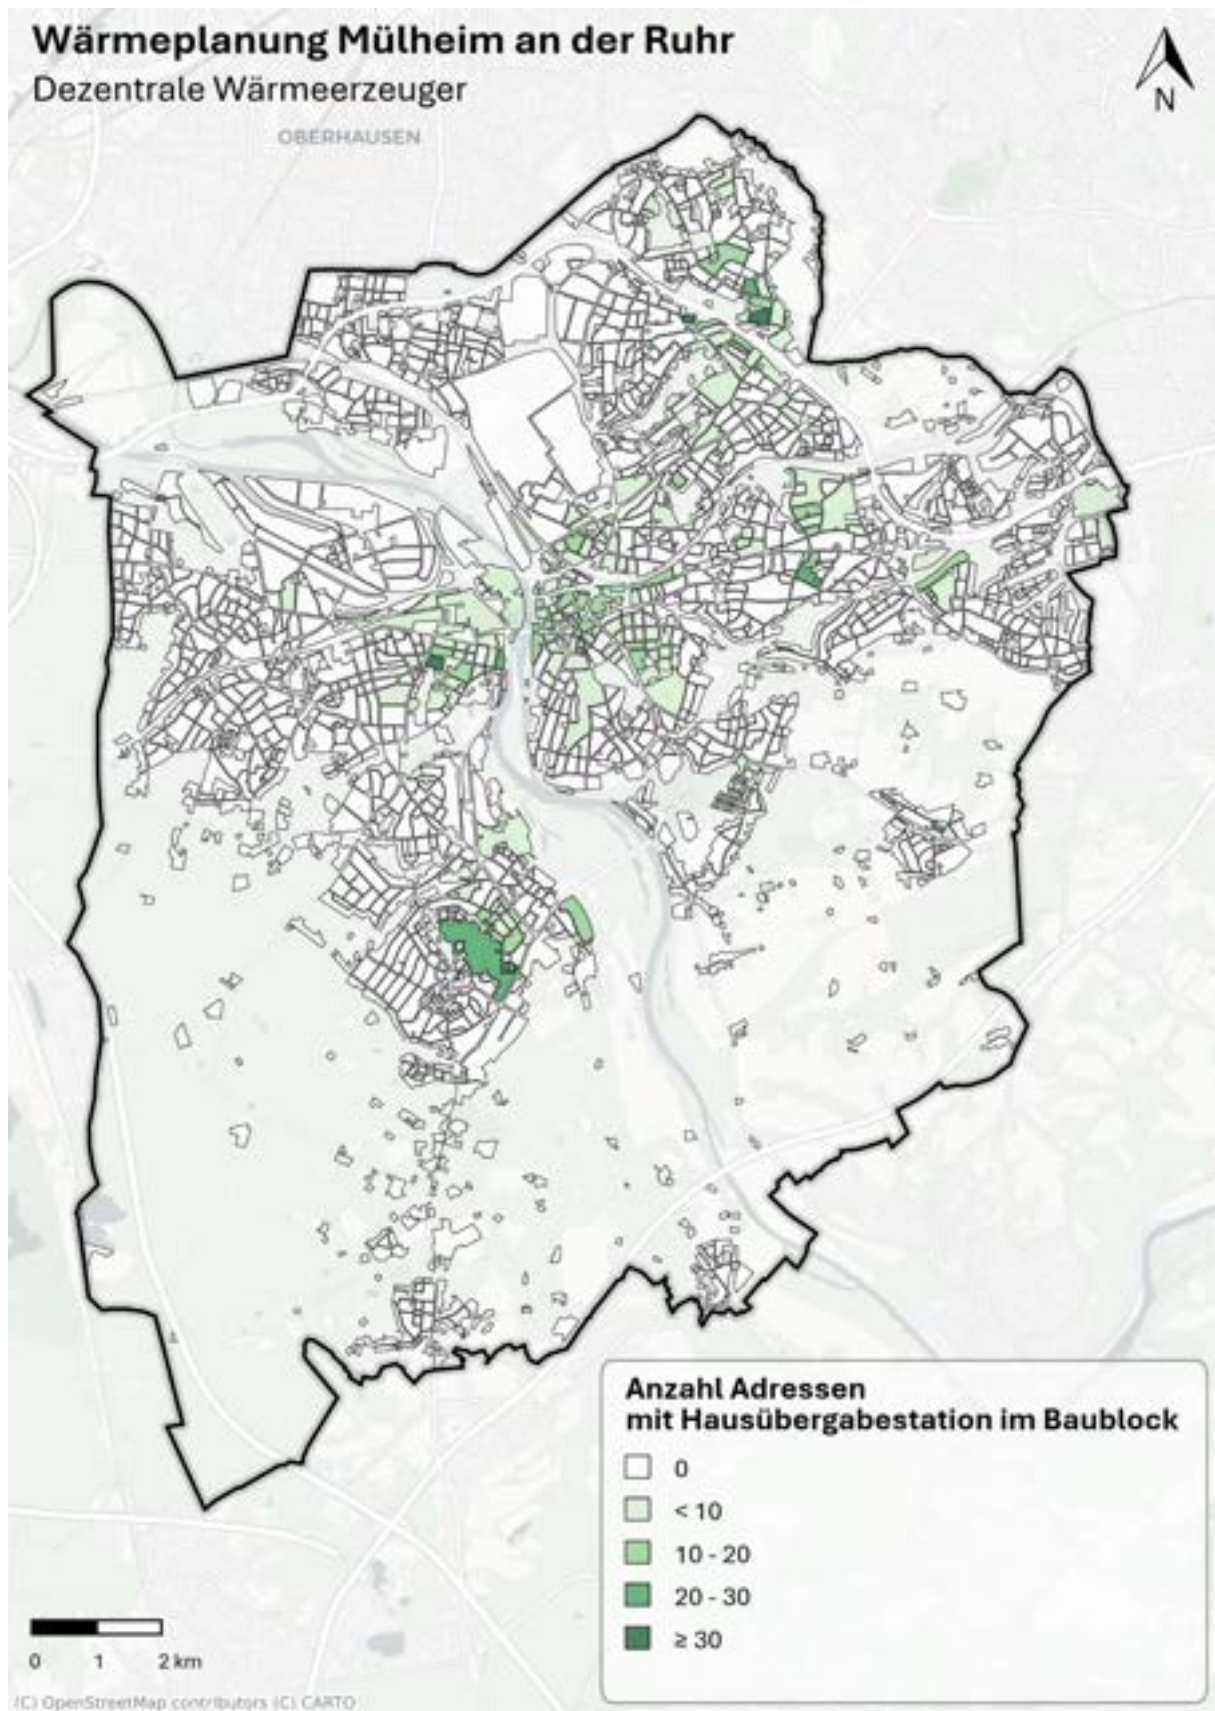 Wärmeplanung Mülheim an der Ruhr
Dezentrale Wärmeerzeuger
N
OBERHAUSEN
Anzahl Adressen
mit Hausübergabestation im Baublock
0
< 10
10 - 20
20 - 30
≥ 30
0 1 2 km
(C) OpenStreetMap contributors (C) CARTO